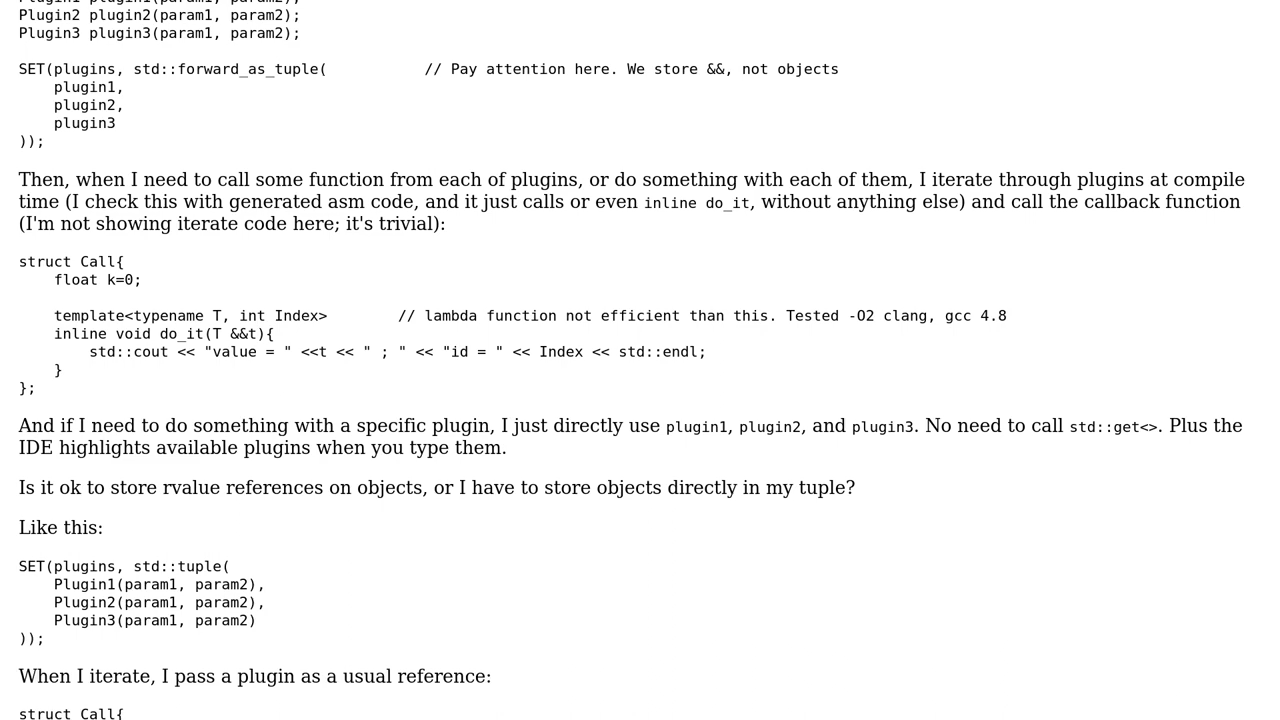 Plugin1 plugin1(param1, param2);
Plugin2 plugin2(param1, param2);
Plugin3 plugin3(param1, param2);
SET(plugins, std::forward_as_tuple(           // Pay attention here. We store &&, not objects
    plugin1,
    plugin2,
    plugin3
));
Then, when I need to call some function from each of plugins, or do something with each of them, I iterate through plugins at compile
time (I check this with generated asm code, and it just calls or even inline do_it, without anything else) and call the callback function
(I'm not showing iterate code here; it's trivial):
struct Call{
    float k=0;
    template<typename T, int Index>        // lambda function not efficient than this. Tested -O2 clang, gcc 4.8
    inline void do_it(T &&t){
        std::cout << "value = " <<t << " ; " << "id = " << Index << std::endl;
    }
};
And if I need to do something with a specific plugin, I just directly use plugin1, plugin2, and plugin3. No need to call std::get<>. Plus the
IDE highlights available plugins when you type them.
Is it ok to store rvalue references on objects, or I have to store objects directly in my tuple?
Like this:
SET(plugins, std::tuple(
    Plugin1(param1, param2),
    Plugin2(param1, param2),
    Plugin3(param1, param2)
));
When I iterate, I pass a plugin as a usual reference:
struct Call{